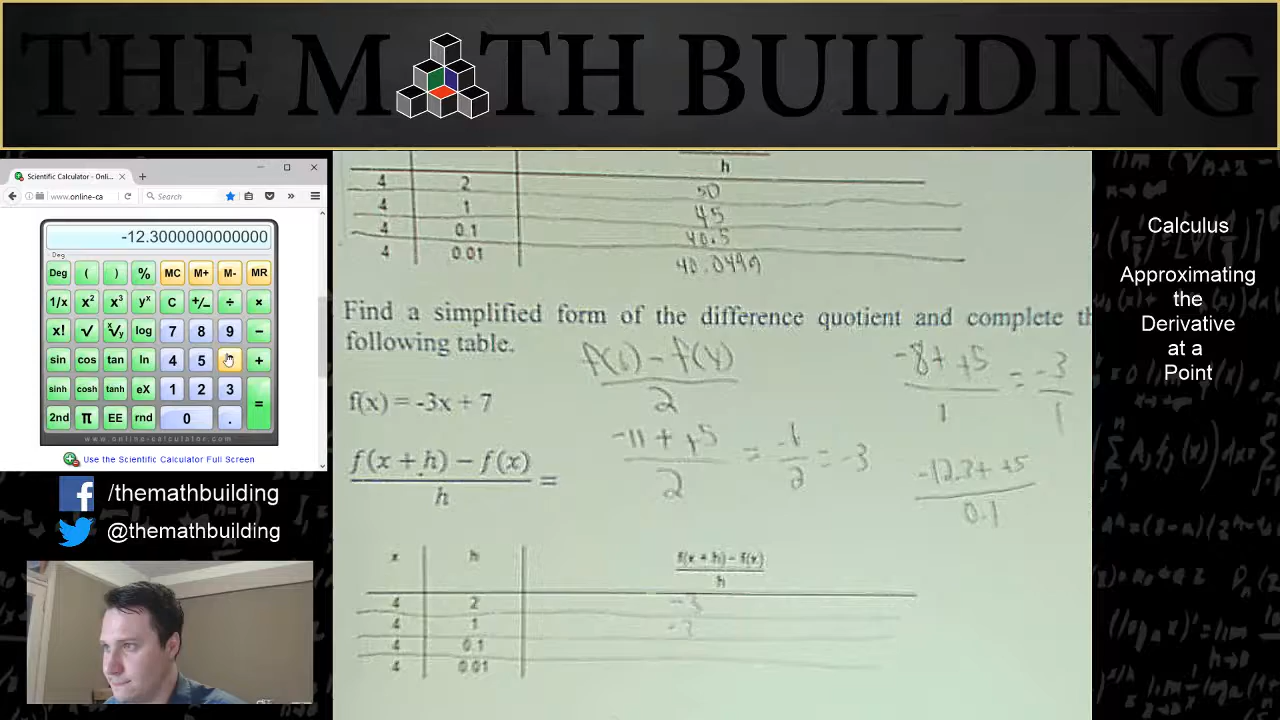 THE MATH BUILDING
Scientific Calculator - Onli...
www.online-ca
Search
-12.3000000000000
Deg
Deg ( ) % MC M+ M- MR
1/x x² x³ yˣ C +/- ÷ ×
x! √ ˣ√y log 7 8 9 −
sin cos tan ln 4 5 +
sinh cosh tanh eX 1 2 3 =
2nd π EE rnd 0 .
www.online-calculator.com
Use the Scientific Calculator Full Screen
/themathbuilding
@themathbuilding
h
4 2 50
4 1 45
4 0.1 40.5
4 0.01 40.0499
Find a simplified form of the difference quotient and complete th
following table.
f(6) - f(4)
2
-8+ +5
1
= -3
1
f(x) = -3x + 7
-11 + +5
2
= -6
2
= -3
f(x + h) − f(x)
h
=
-12.3+ +5
0.1
x h f(x + h) − f(x)
h
4 2 -3
4 1 -3
4 0.1
4 0.01
Calculus
Approximating
the
Derivative
at a
Point